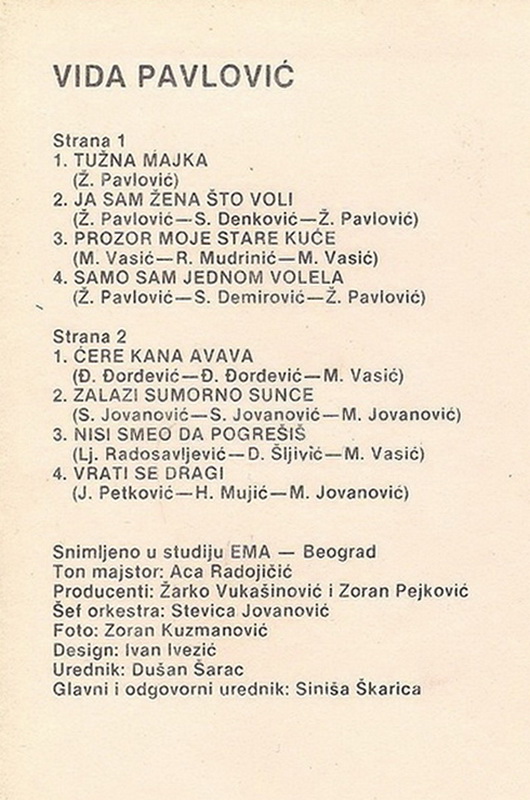 VIDA PAVLOVIĆ
Strana 1
1. TUŽNA MAJKA
(Ž. Pavlović)
2. JA SAM ŽENA ŠTO VOLI
(Ž. Pavlović—S. Denković—Ž. Pavlović)
3. PROZOR MOJE STARE KUĆE
(M. Vasić—R. Mudrinić—M. Vasić)
4. SAMO SAM JEDNOM VOLELA
(Ž. Pavlović—S. Demirović—Ž. Pavlović)
Strana 2
1. ĆERE KANA AVAVA
(Đ. Đorđević—Đ. Đorđević—M. Vasić)
2. ZALAZI SUMORNO SUNCE
(S. Jovanović—S. Jovanović—M. Jovanović)
3. NISI SMEO DA POGREŠIŠ
(Lj. Radosavljević—D. Šljivić—M. Vasić)
4. VRATI SE DRAGI
(J. Petković—H. Mujić—M. Jovanović)
Snimljeno u studiju EMA — Beograd
Ton majstor: Aca Radojičić
Producenti: Žarko Vukašinović i Zoran Pejković
Šef orkestra: Stevica Jovanović
Foto: Zoran Kuzmanović
Design: Ivan Ivezić
Urednik: Dušan Šarac
Glavni i odgovorni urednik: Siniša Škarica